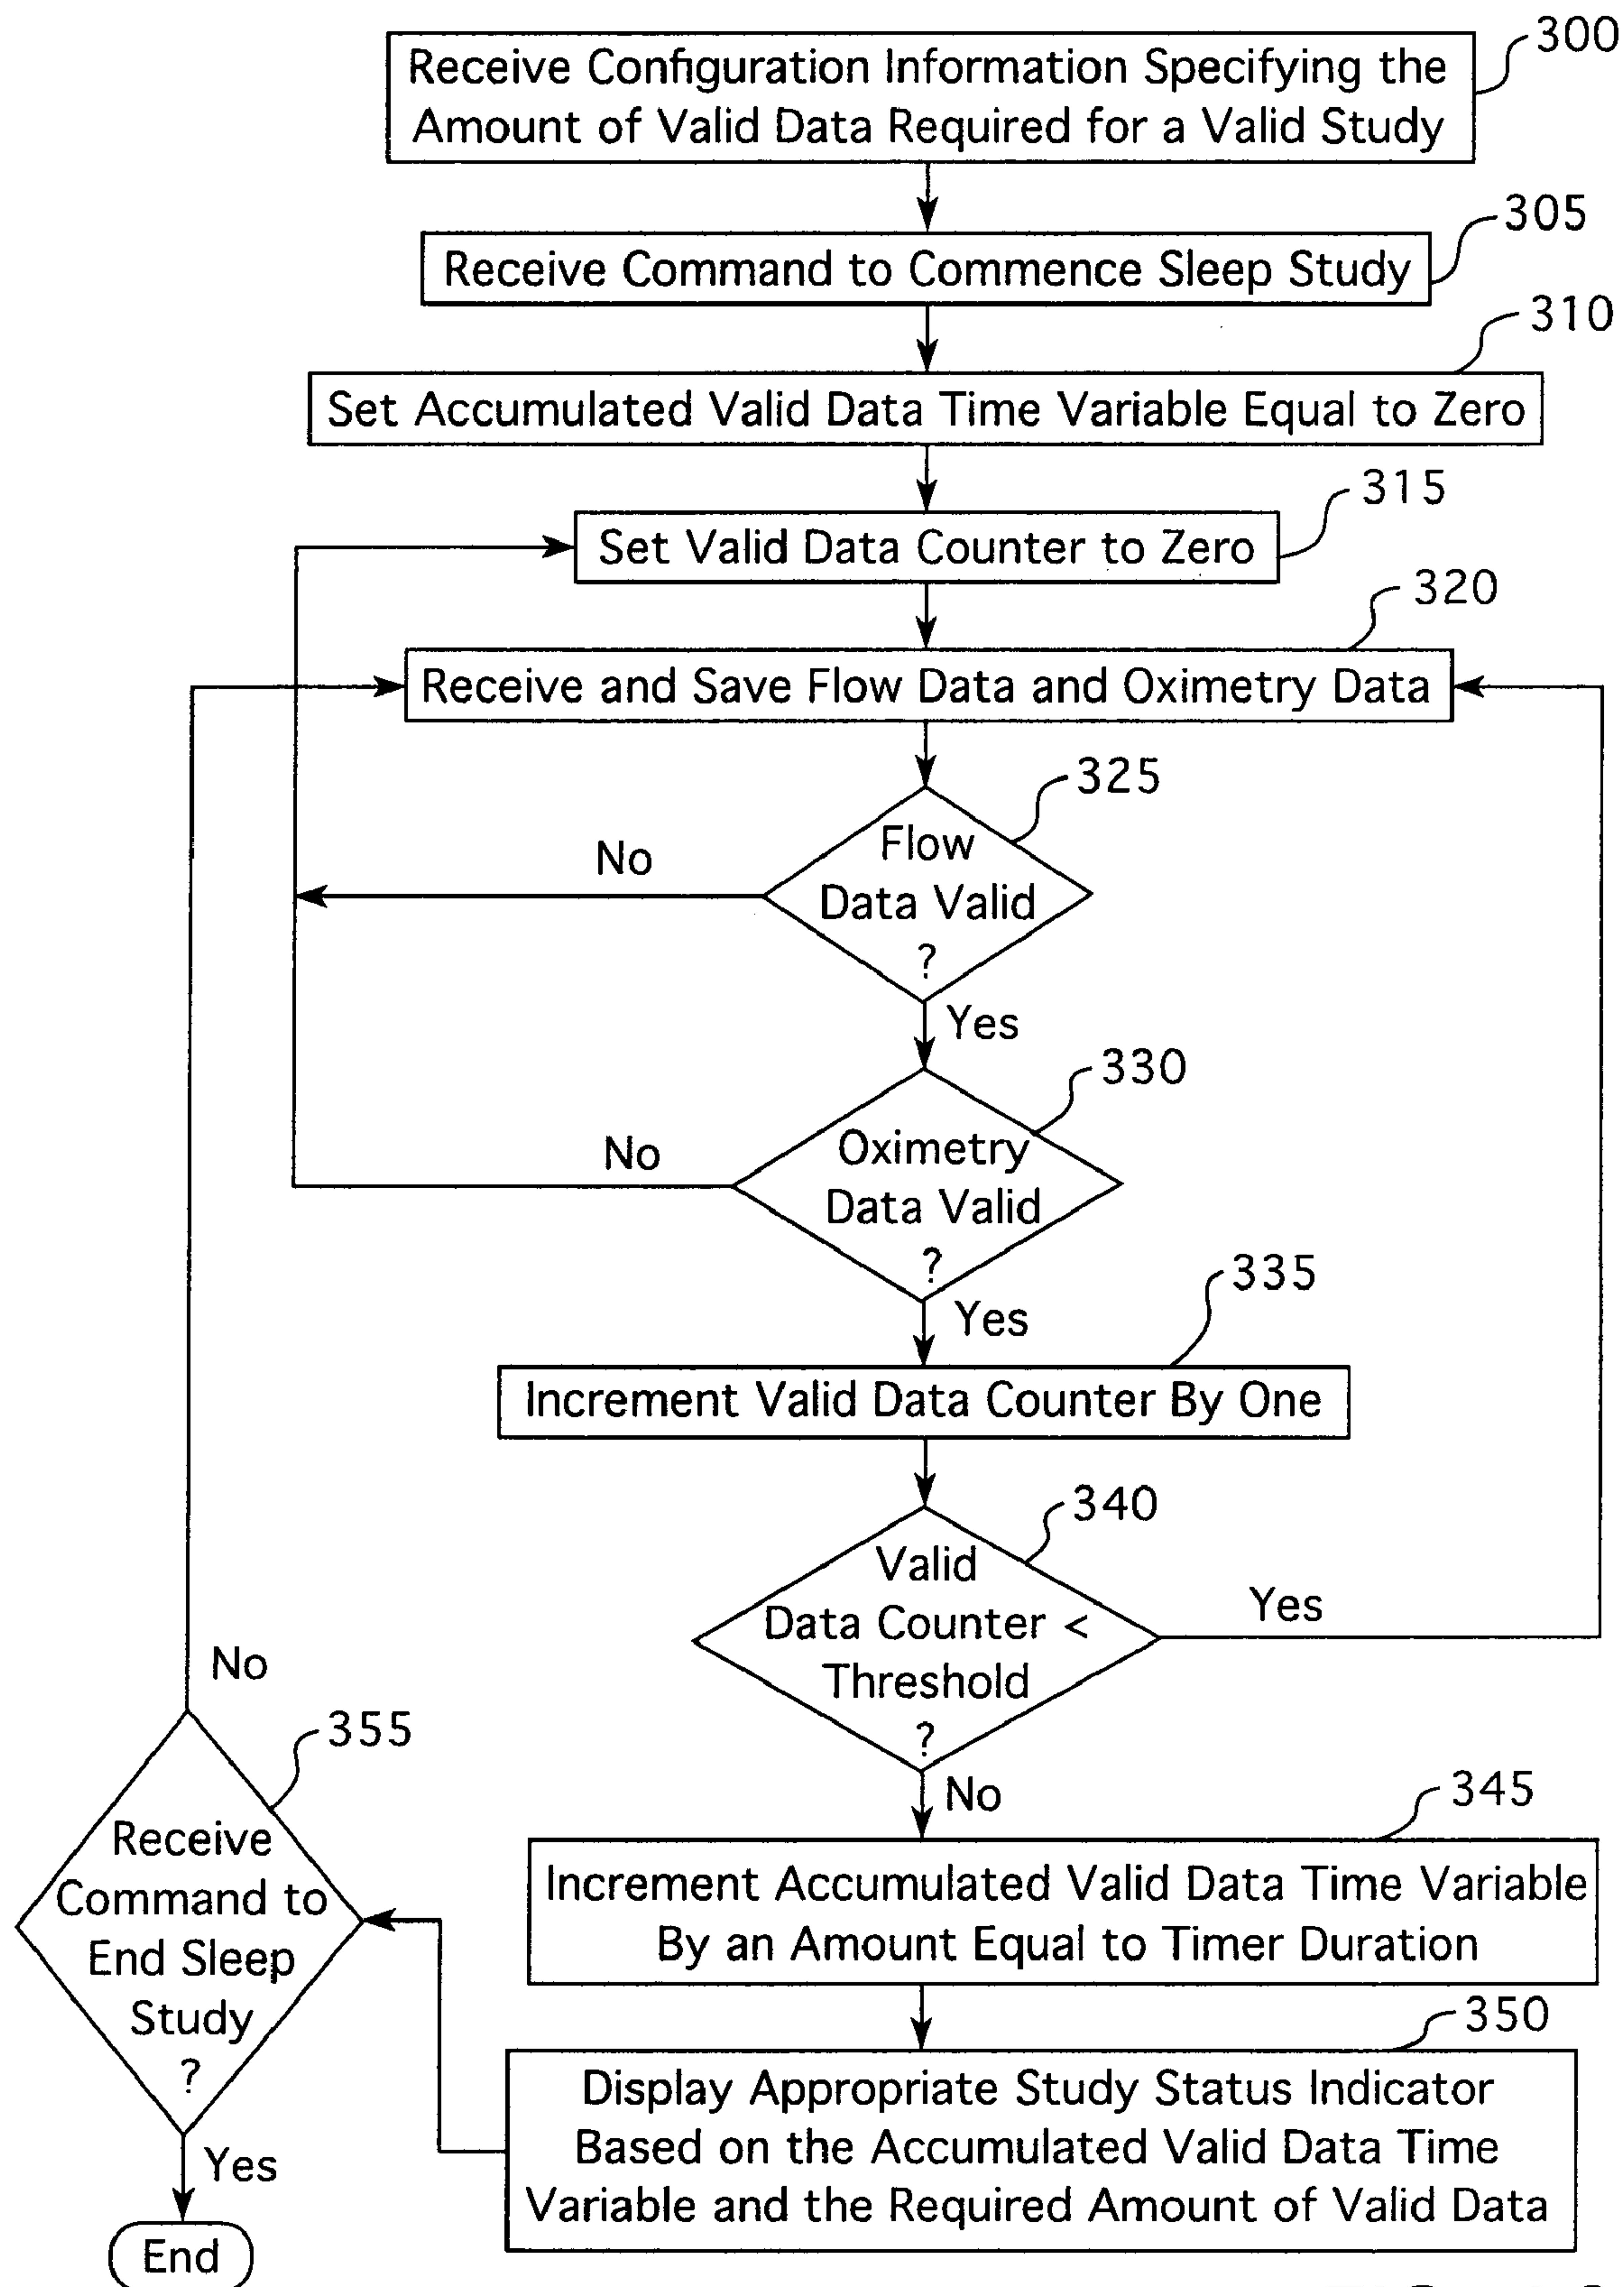 300
Receive Configuration Information Specifying the
Amount of Valid Data Required for a Valid Study
305
Receive Command to Commence Sleep Study
310
Set Accumulated Valid Data Time Variable Equal to Zero
315
Set Valid Data Counter to Zero
320
Receive and Save Flow Data and Oximetry Data
325
Flow
Data Valid
?
No
Yes
330
Oximetry
Data Valid
?
No
Yes
335
Increment Valid Data Counter By One
340
Valid
Data Counter <
Threshold
?
Yes
No
345
Increment Accumulated Valid Data Time Variable
By an Amount Equal to Timer Duration
350
Display Appropriate Study Status Indicator
Based on the Accumulated Valid Data Time
Variable and the Required Amount of Valid Data
355
Receive
Command to
End Sleep
Study
?
No
Yes
End